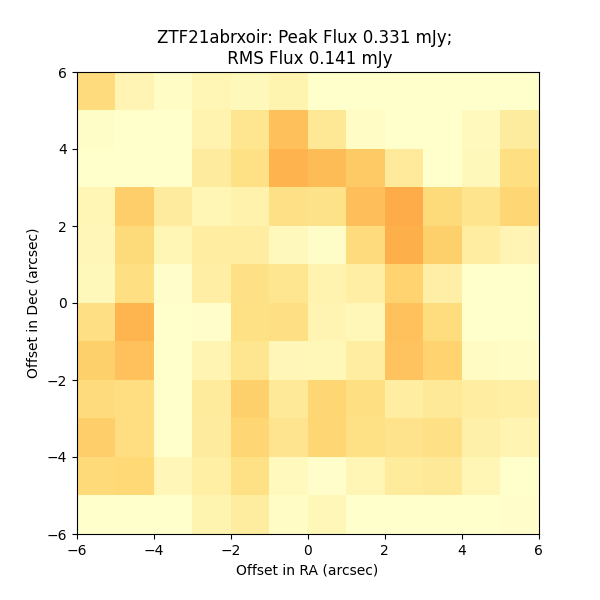 ZTF21abrxoir: Peak Flux 0.331 mJy;
RMS Flux 0.141 mJy
6
4
2
0
−2
−4
−6
Offset in Dec (arcsec)
−6 −4 −2 0 2 4 6
Offset in RA (arcsec)